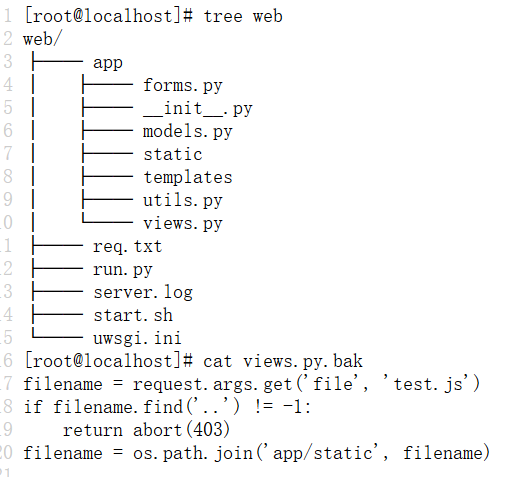 1 [root@localhost]# tree web
2 web/
3 ├── app
4 │   ├── forms.py
5 │   ├── __init__.py
6 │   ├── models.py
7 │   ├── static
8 │   ├── templates
9 │   ├── utils.py
0 │   └── views.py
1 ├── req.txt
2 ├── run.py
3 ├── server.log
4 ├── start.sh
5 └── uwsgi.ini
6 [root@localhost]# cat views.py.bak
7 filename = request.args.get('file', 'test.js')
8 if filename.find('..') != -1:
9     return abort(403)
20 filename = os.path.join('app/static', filename)